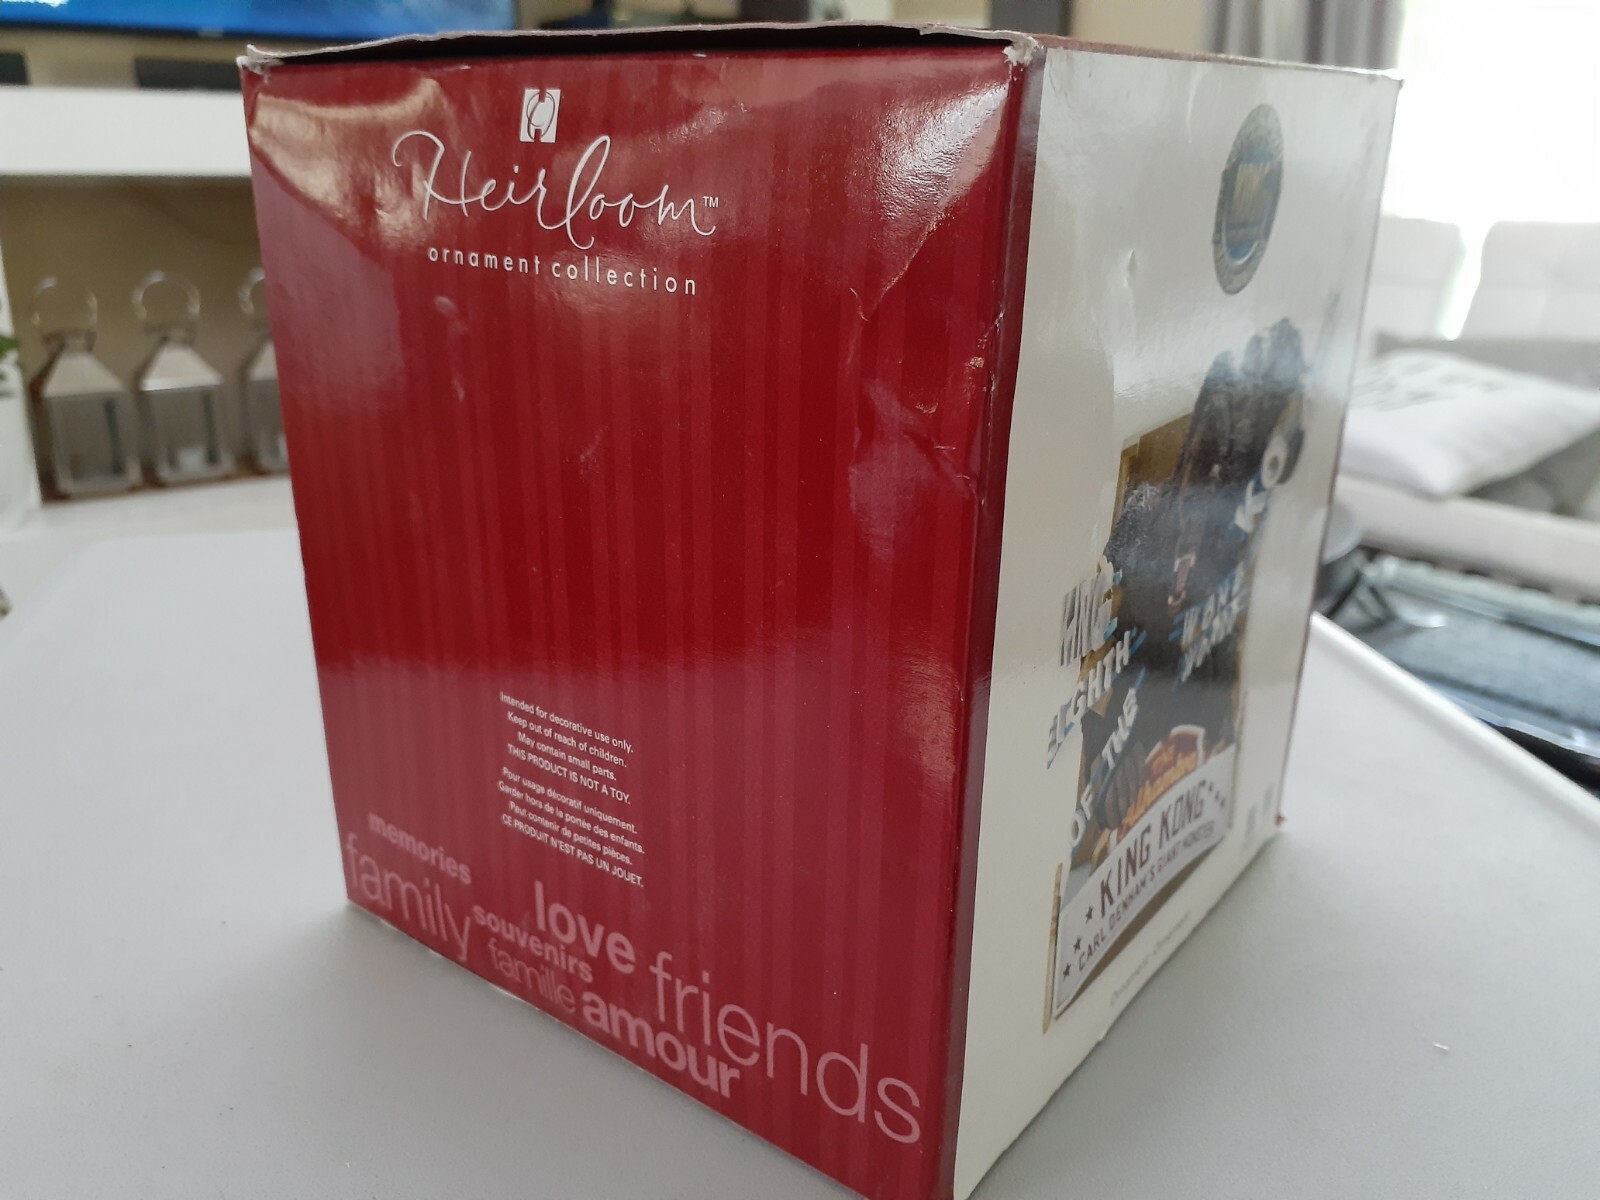 Heirloom™
ornament collection
Intended for decorative use only.
Keep out of reach of children.
May contain small parts.
THIS PRODUCT IS NOT A TOY.
Pour usage décoratif uniquement.
Garder hors de la portée des enfants.
Peut contenir de petites pièces.
CE PRODUIT N'EST PAS UN JOUET.
memories
family
love
souvenirs
friends
famille
amour
EIGHTH
WONDER
OF THE
The
Alhambra
KING KONG
CARL DENHAM'S GIANT MONSTER